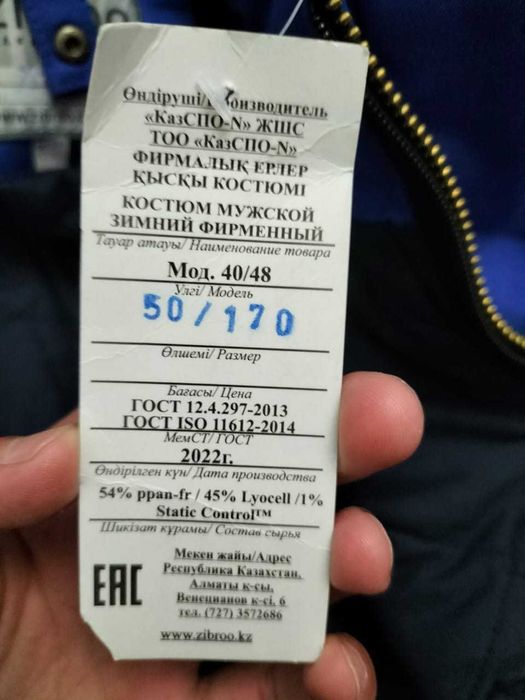 Өндіруші/Производитель
«КазСПО-N» ЖШС
ТОО «КазСПО-N»
ФИРМАЛЫҚ ЕРЛЕР
ҚЫСҚЫ КОСТЮМІ
КОСТЮМ МУЖСКОЙ
ЗИМНИЙ ФИРМЕННЫЙ
Тауар атауы/ Наименование товара
Мод. 40/48
Үлгі/ Модель
50/170
Өлшемі/ Размер
Бағасы/ Цена
ГОСТ 12.4.297-2013
ГОСТ ISO 11612-2014
МемСТ/ ГОСТ
2022г.
Өндірілген күн/ Дата производства
54% ppan-fr / 45% Lyocell /1%
Static Control™
Шикізат құрамы/ Состав сырья
Мекен жайы/Адрес
Республика Казахстан,
Алматы к-сы,
Венецианов к-сі, 6
тел. (727) 3572686
EAC
www.zibroo.kz